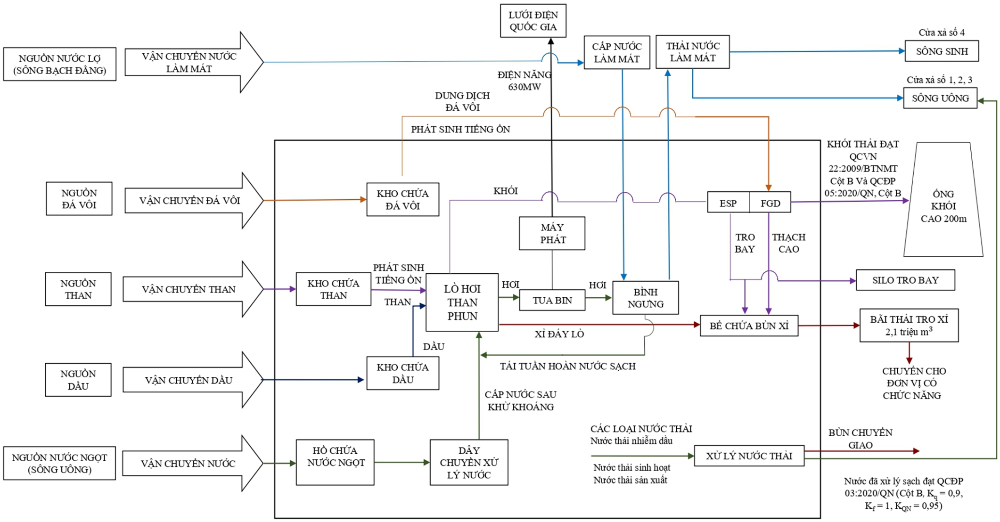 LƯỚI ĐIỆN
QUỐC GIA
NGUỒN NƯỚC LỢ
(SÔNG BẠCH ĐẰNG)
VẬN CHUYỂN NƯỚC
LÀM MÁT
CẤP NƯỚC
LÀM MÁT
THẢI NƯỚC
LÀM MÁT
Cửa xả số 4
SÔNG SINH
ĐIỆN NĂNG
630MW
Cửa xả số 1, 2, 3
SÔNG UÔNG
DUNG DỊCH
ĐÁ VÔI
PHÁT SINH TIẾNG ỒN
NGUỒN
ĐÁ VÔI
VẬN CHUYỂN ĐÁ VÔI
KHO CHỨA
ĐÁ VÔI
KHÓI
ESP
FGD
KHÓI THẢI ĐẠT
QCVN
22:2009/BTNMT
Cột B Và QCĐP
05:2020/QN, Cột B
ỐNG
KHÓI
CAO 200m
MÁY
PHÁT
TRO
BAY
THẠCH
CAO
NGUỒN
THAN
VẬN CHUYỂN THAN
KHO CHỨA
THAN
PHÁT SINH
TIẾNG ỒN
THAN
LÒ HƠI
THAN
PHUN
HƠI
TUA BIN
HƠI
BÌNH
NGƯNG
SILO TRO BAY
XỈ ĐÁY LÒ
BỂ CHỨA BÙN XỈ
BÃI THẢI TRO XỈ
2,1 triệu m³
CHUYỂN CHO
ĐƠN VỊ CÓ
CHỨC NĂNG
NGUỒN
DẦU
VẬN CHUYỂN DẦU
KHO CHỨA
DẦU
DẦU
TÁI TUẦN HOÀN NƯỚC SẠCH
CẤP NƯỚC SAU
KHỬ KHOÁNG
NGUỒN NƯỚC NGỌT
(SÔNG UÔNG)
VẬN CHUYỂN NƯỚC
HỒ CHỨA
NƯỚC NGỌT
DÂY
CHUYỀN XỬ
LÝ NƯỚC
CÁC LOẠI NƯỚC THẢI
Nước thải nhiễm dầu
Nước thải sinh hoạt
Nước thải sản xuất
XỬ LÝ NƯỚC THẢI
BÙN CHUYỂN
GIAO
Nước đã xử lý sạch đạt QCĐP
03:2020/QN (Cột B, Kq = 0,9,
Kf = 1, KQN = 0,95)